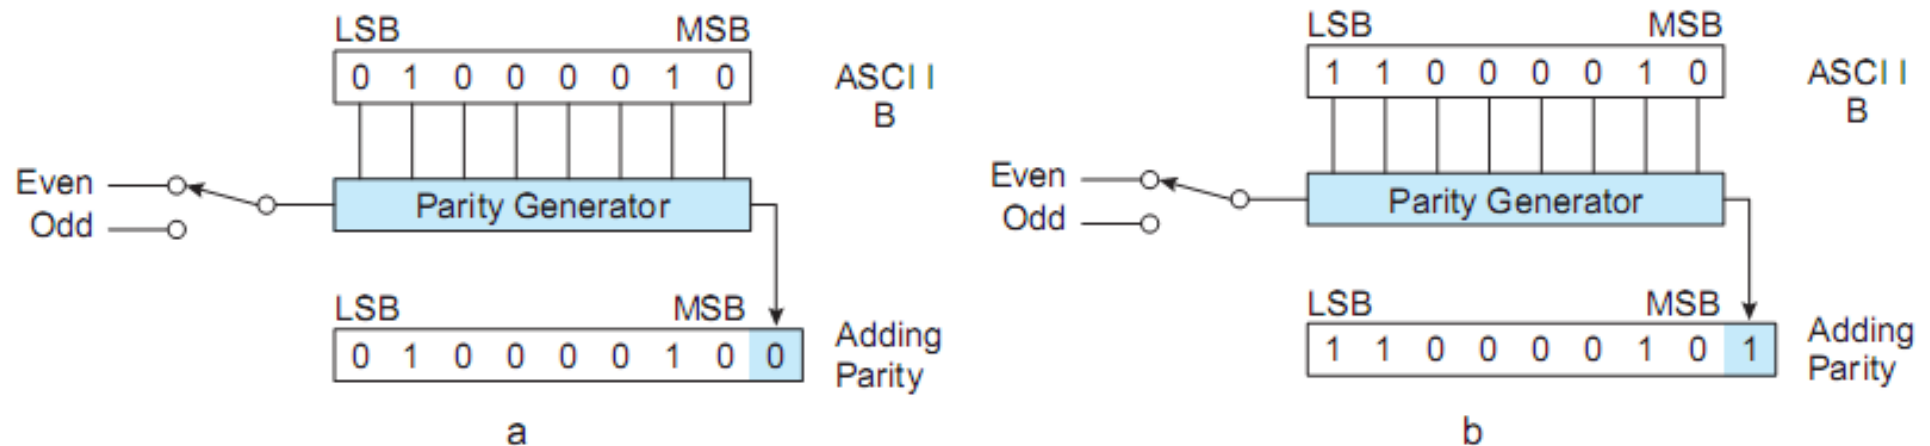 LSB MSB
0 1 0 0 0 0 1 0
ASCII
B
Even
Odd
Parity Generator
LSB MSB
0 1 0 0 0 0 1 0 0
Adding
Parity
a
LSB MSB
1 1 0 0 0 0 1 0
ASCII
B
Even
Odd
Parity Generator
LSB MSB
1 1 0 0 0 0 1 0 1
Adding
Parity
b